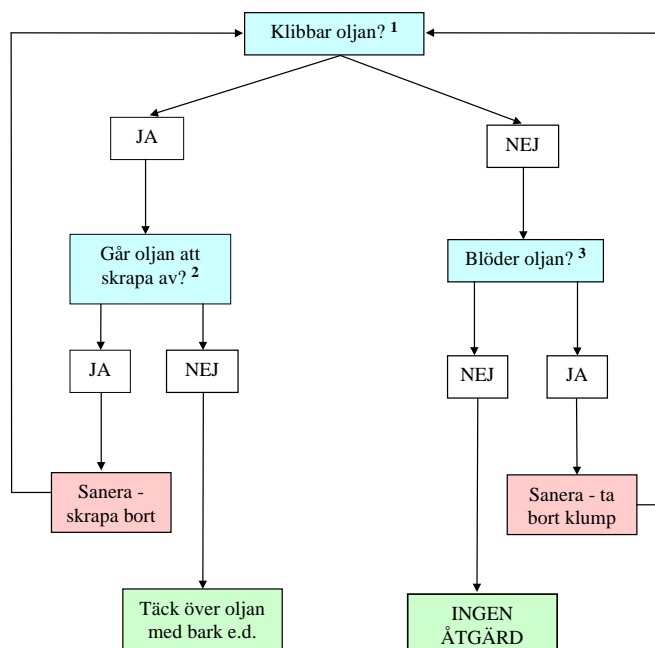 Klibbar oljan? 1
JA
NEJ
Går oljan att
skrapa av? 2
Blöder oljan? 3
JA
NEJ
NEJ
JA
Sanera -
skrapa bort
Sanera - ta
bort klump
Täck över oljan
med bark e.d.
INGEN
ÅTGÄRD